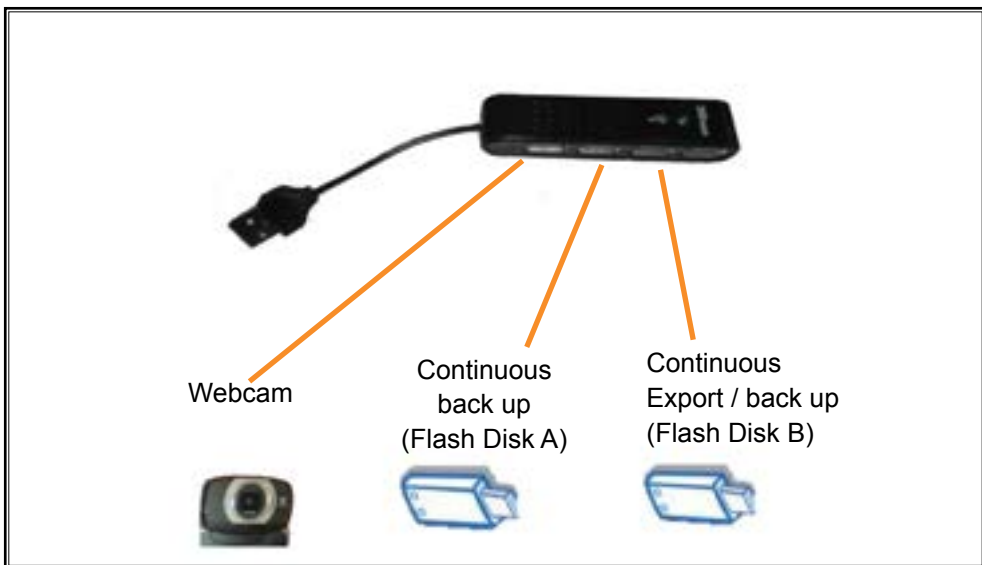 Webcam
Continuous
back up
(Flash Disk A)
Continuous
Export / back up
(Flash Disk B)